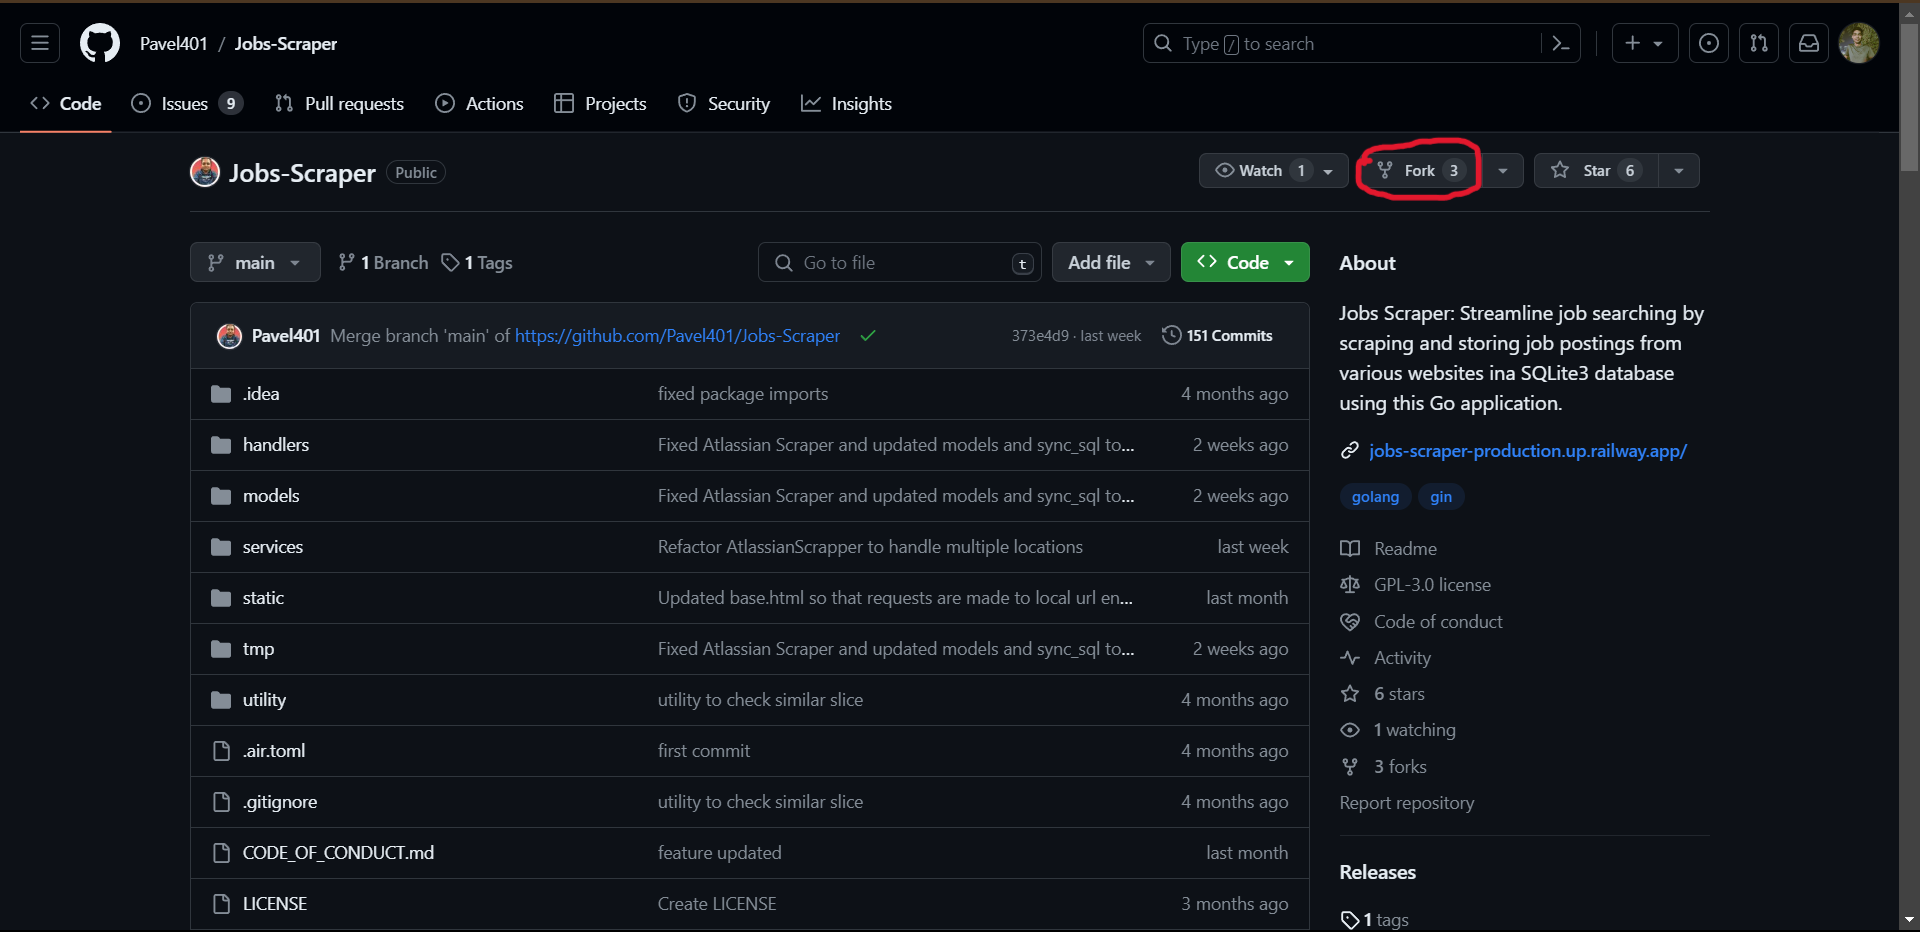 Pavel401 / Jobs-Scraper
Type / to search
Code
Issues 9
Pull requests
Actions
Projects
Security
Insights
Jobs-Scraper Public
Watch 1
Fork 3
Star 6
main
1 Branch
1 Tags
Go to file t
Add file
Code
Pavel401 Merge branch 'main' of https://github.com/Pavel401/Jobs-Scraper 373e4d9 · last week 151 Commits
.idea fixed package imports 4 months ago
handlers Fixed Atlassian Scraper and updated models and sync_sql to... 2 weeks ago
models Fixed Atlassian Scraper and updated models and sync_sql to... 2 weeks ago
services Refactor AtlassianScrapper to handle multiple locations last week
static Updated base.html so that requests are made to local url en... last month
tmp Fixed Atlassian Scraper and updated models and sync_sql to... 2 weeks ago
utility utility to check similar slice 4 months ago
.air.toml first commit 4 months ago
.gitignore utility to check similar slice 4 months ago
CODE_OF_CONDUCT.md feature updated last month
LICENSE Create LICENSE 3 months ago
About
Jobs Scraper: Streamline job searching by
scraping and storing job postings from
various websites ina SQLite3 database
using this Go application.
jobs-scraper-production.up.railway.app/
golang gin
Readme
GPL-3.0 license
Code of conduct
Activity
6 stars
1 watching
3 forks
Report repository
Releases
1 tags